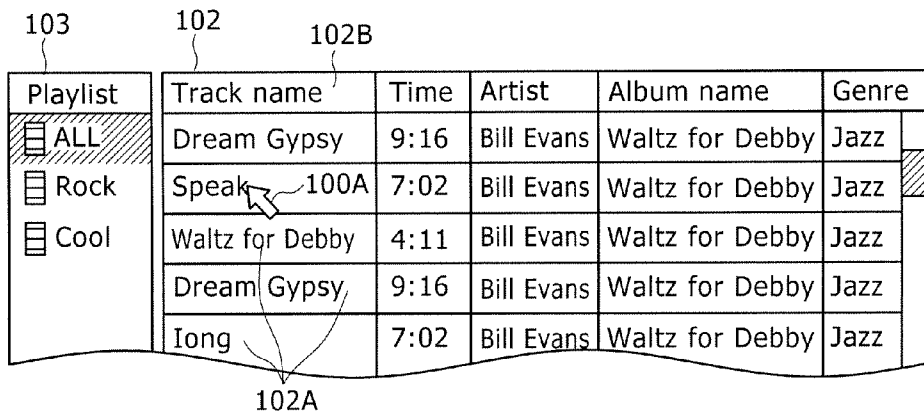 103 102 102B
Playlist Track name Time Artist Album name Genre
ALL Dream Gypsy 9:16 Bill Evans Waltz for Debby Jazz
Rock Speak 100A 7:02 Bill Evans Waltz for Debby Jazz
Cool Waltz for Debby 4:11 Bill Evans Waltz for Debby Jazz
Dream Gypsy 9:16 Bill Evans Waltz for Debby Jazz
Iong 7:02 Bill Evans Waltz for Debby Jazz
102A